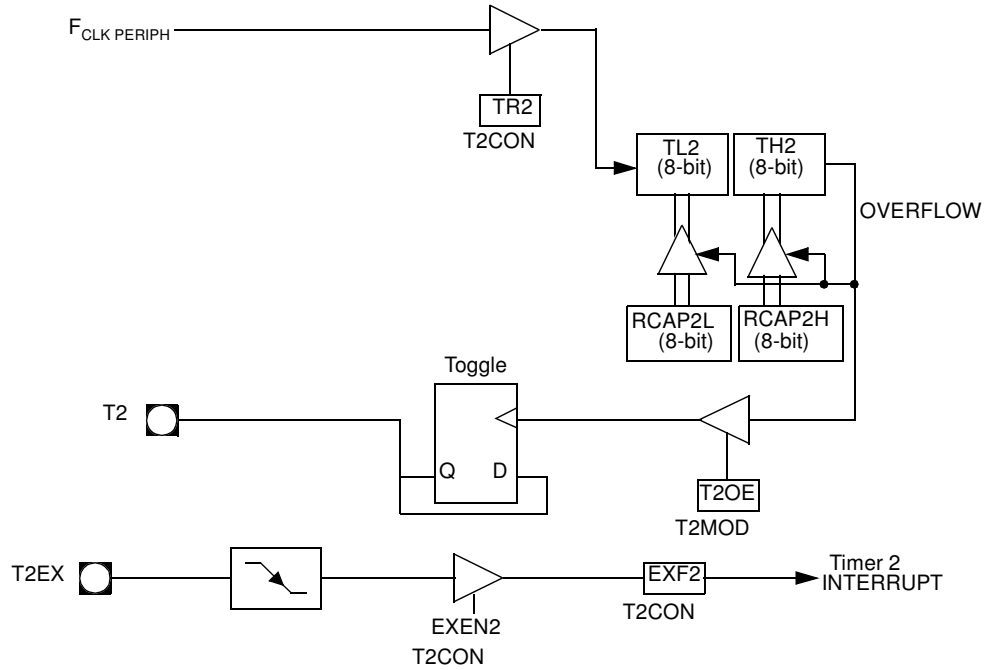 FCLK PERIPH
TR2
T2CON
TL2
(8-bit)
TH2
(8-bit)
OVERFLOW
RCAP2L
(8-bit)
RCAP2H
(8-bit)
Toggle
T2
Q
D
T2OE
T2MOD
T2EX
EXEN2
T2CON
EXF2
T2CON
Timer 2
INTERRUPT